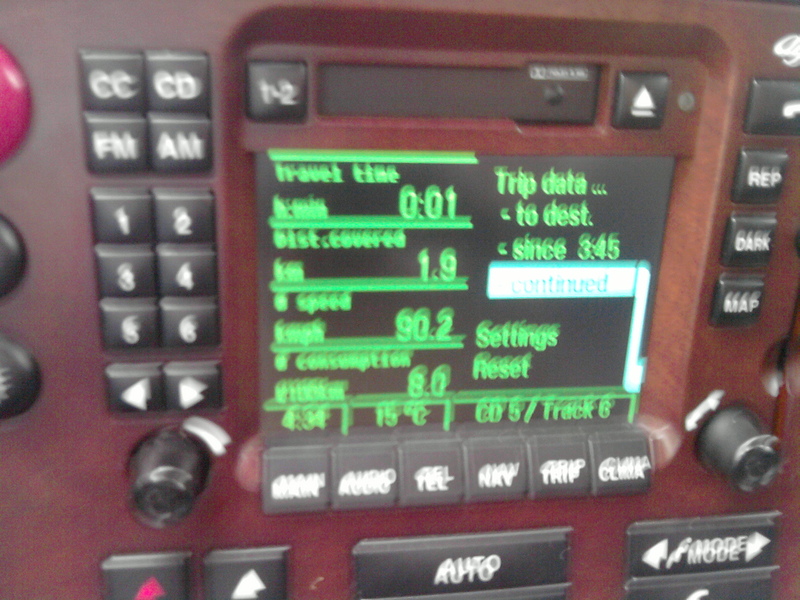 CC CD
FM AM
1-2
1 2
3 4
5 6
Travel time
h:min 0:01
Dist.covered
km 1.9
Ø speed
kmph 90.2
Ø consumption
l/100km 8.0
Trip data ...
to dest.
since 3:45
continued
Settings
Reset
4:34 15 °C CD 5 / Track 6
MAIN AUDIO TEL NAV TRIP CLIMA
REP
DARK
MAP
AUTO
MODE